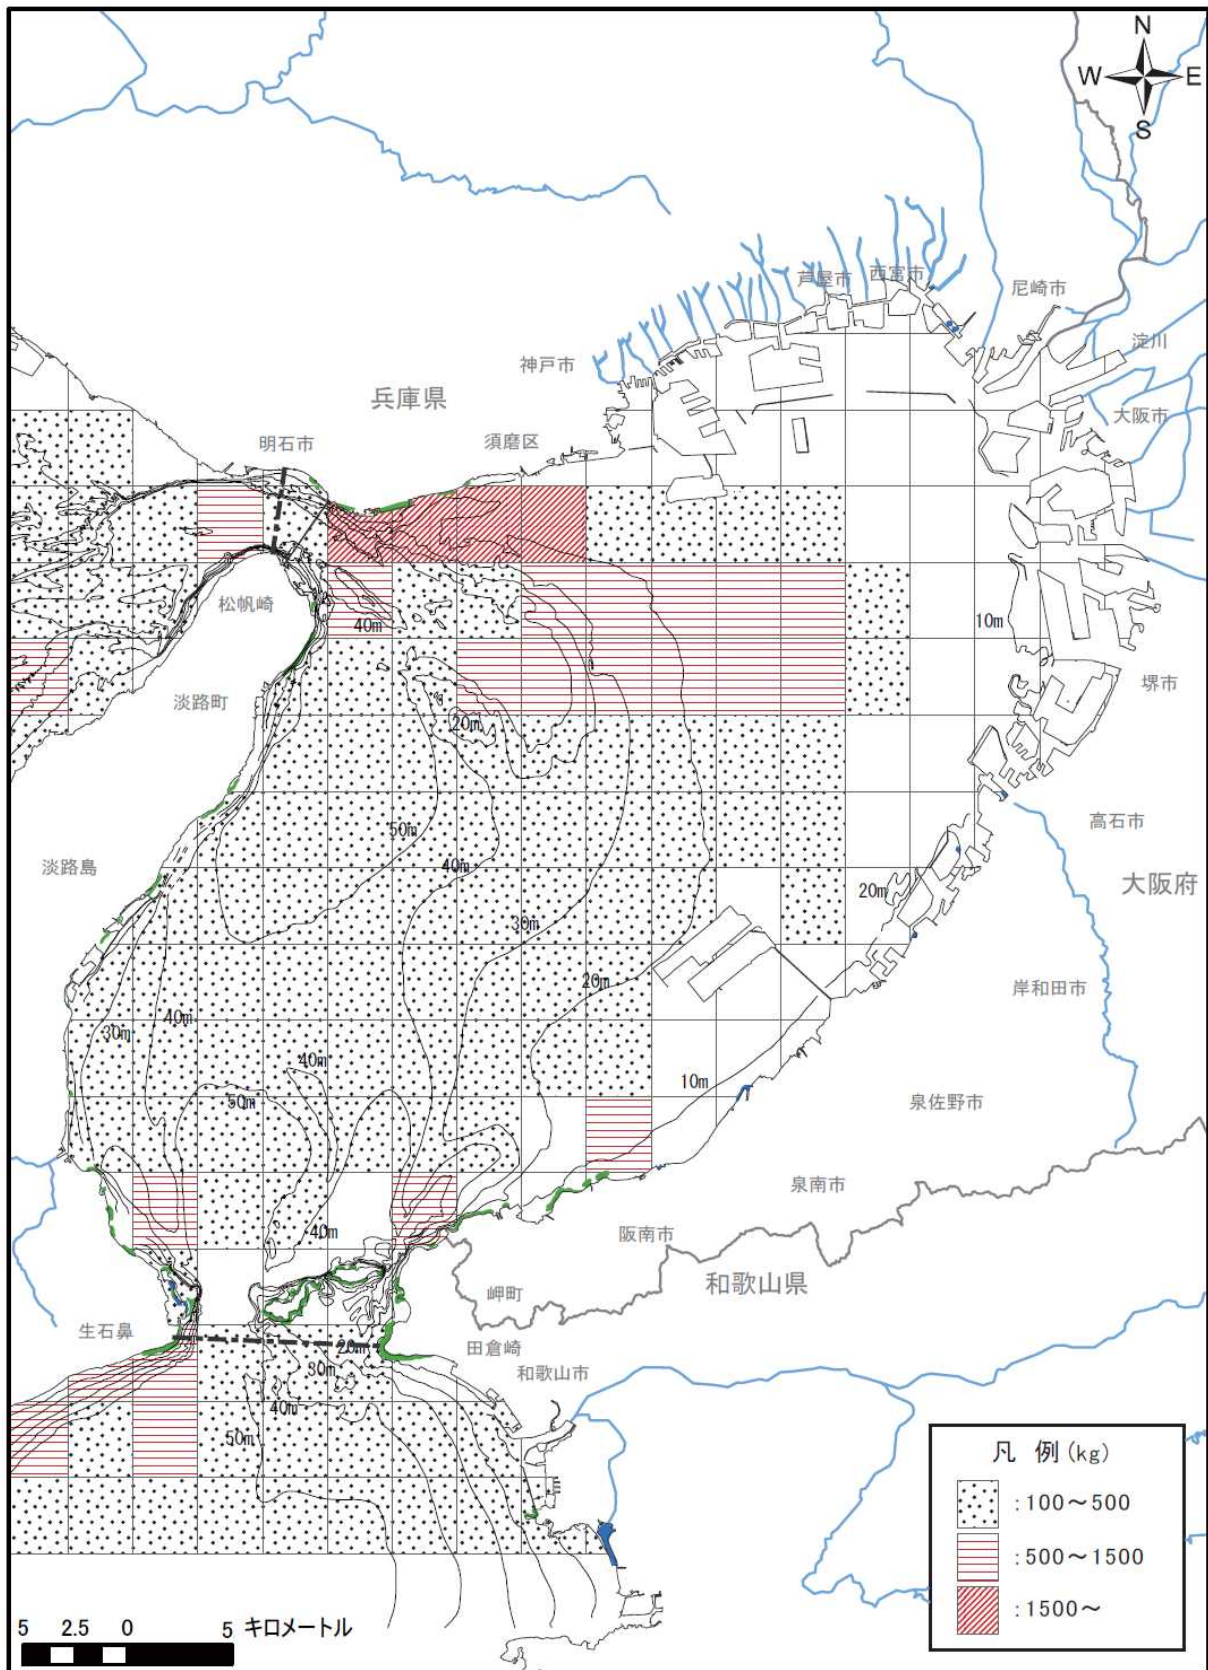 N
W E
S
芦屋市 西宮市
尼崎市
淀川
神戸市
兵庫県
大阪市
明石市
須磨区
松帆崎
40m
10m
堺市
淡路町
20m
50m
高石市
40m
淡路島
大阪府
20m
30m
20m
岸和田市
40m
30m
40m
10m
50m
泉佐野市
泉南市
40m
阪南市
和歌山県
岬町
生石鼻
20m
田倉崎
30m
和歌山市
40m
50m
凡 例(kg)
:100~500
:500~1500
:1500~
5 2.5 0 5 キロメートル